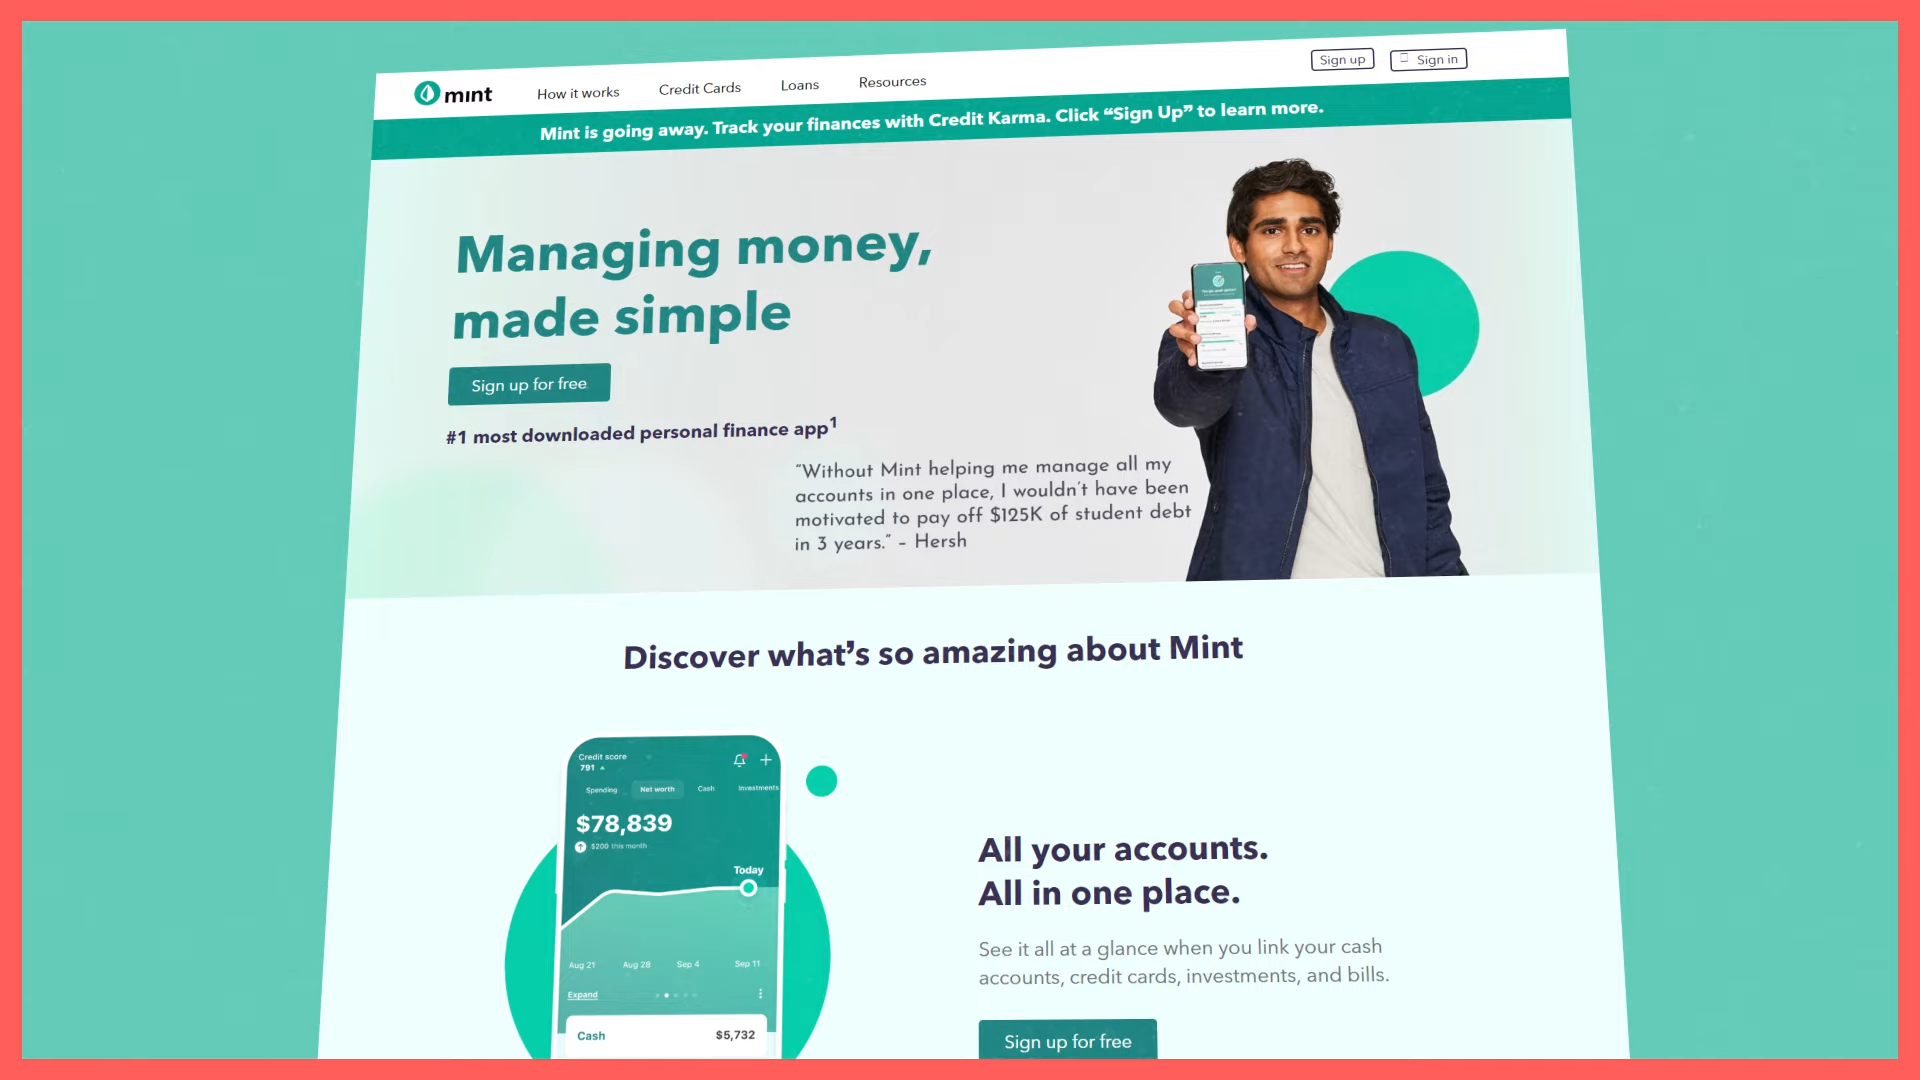 mint
How it works
Credit Cards
Loans
Resources
Sign up
Sign in
Mint is going away. Track your finances with Credit Karma. Click “Sign Up” to learn more.
Managing money,
made simple
Sign up for free
#1 most downloaded personal finance app1
“Without Mint helping me manage all my
accounts in one place, I wouldn’t have been
motivated to pay off $125K of student debt
in 3 years.” – Hersh
Discover what’s so amazing about Mint
Credit score
791
Spending
Net worth
Cash
Investments
$78,839
$200 this month
Today
Aug 21
Aug 28
Sep 4
Sep 11
Expand
Cash
$5,732
All your accounts.
All in one place.
See it all at a glance when you link your cash
accounts, credit cards, investments, and bills.
Sign up for free